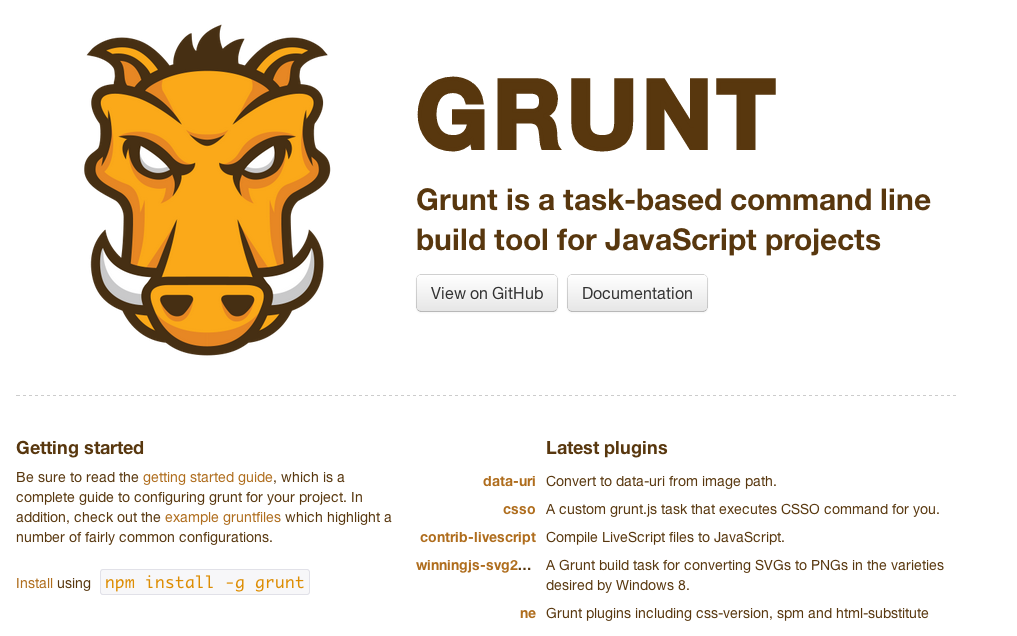 GRUNT
Grunt is a task-based command line
build tool for JavaScript projects
View on GitHub
Documentation
Getting started
Be sure to read the getting started guide, which is a
complete guide to configuring grunt for your project. In
addition, check out the example gruntfiles which highlight a
number of fairly common configurations.
Install using npm install -g grunt
Latest plugins
data-uri Convert to data-uri from image path.
csso A custom grunt.js task that executes CSSO command for you.
contrib-livescript Compile LiveScript files to JavaScript.
winningjs-svg2... A Grunt build task for converting SVGs to PNGs in the varieties
desired by Windows 8.
ne Grunt plugins including css-version, spm and html-substitute